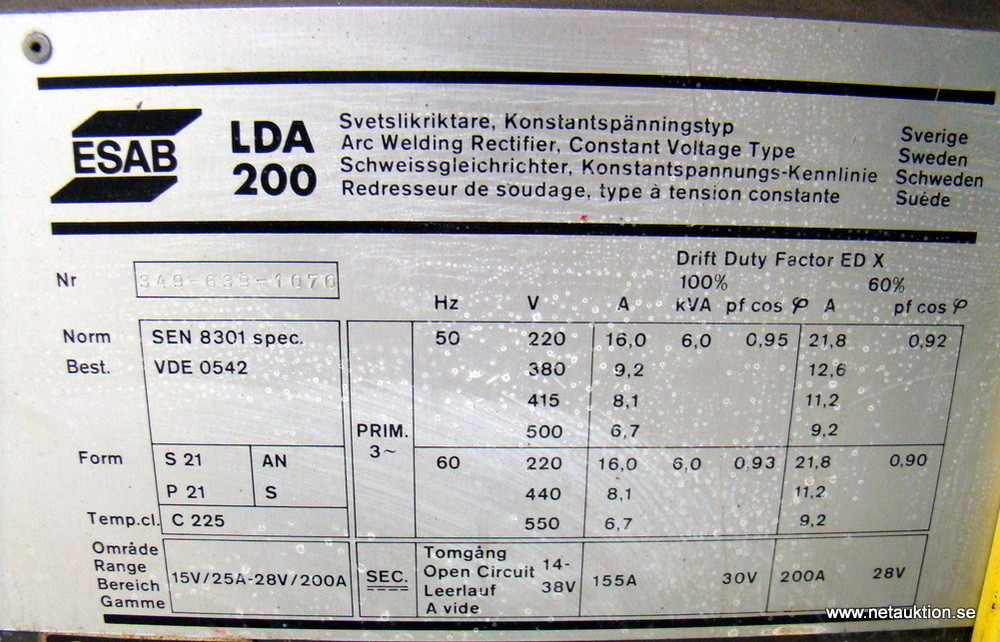 ESAB
LDA
200
Svetslikriktare, Konstantspänningstyp
Arc Welding Rectifier, Constant Voltage Type
Schweissgleichrichter, Konstantspannungs-Kennlinie
Redresseur de soudage, type à tension constante
Sverige
Sweden
Schweden
Suède
Drift Duty Factor ED X
Nr 349-639-1070 100% 60%
Hz V A kVA pf cos φ A pf cos φ
Norm SEN 8301 spec. 50 220 16,0 6,0 0,95 21,8 0,92
Best. VDE 0542 380 9,2 12,6
415 8,1 11,2
PRIM. 500 6,7 9,2
3~
Form S 21 AN 60 220 16,0 6,0 0,93 21,8 0,90
P 21 S 440 8,1 11,2
Temp.cl. C 225 550 6,7 9,2
Område
Range
Bereich
Gamme
15V/25A-28V/200A
SEC.
Tomgång
Open Circuit
Leerlauf
A vide
14-
38V
155A 30V 200A 28V
www.netauktion.se